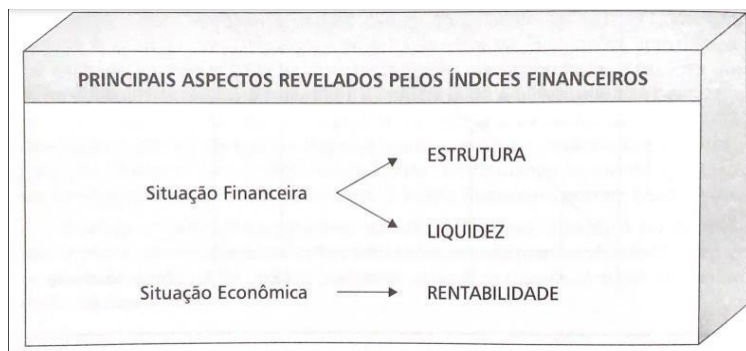 PRINCIPAIS ASPECTOS REVELADOS PELOS ÍNDICES FINANCEIROS
ESTRUTURA
Situação Financeira
LIQUIDEZ
Situação Econômica
RENTABILIDADE